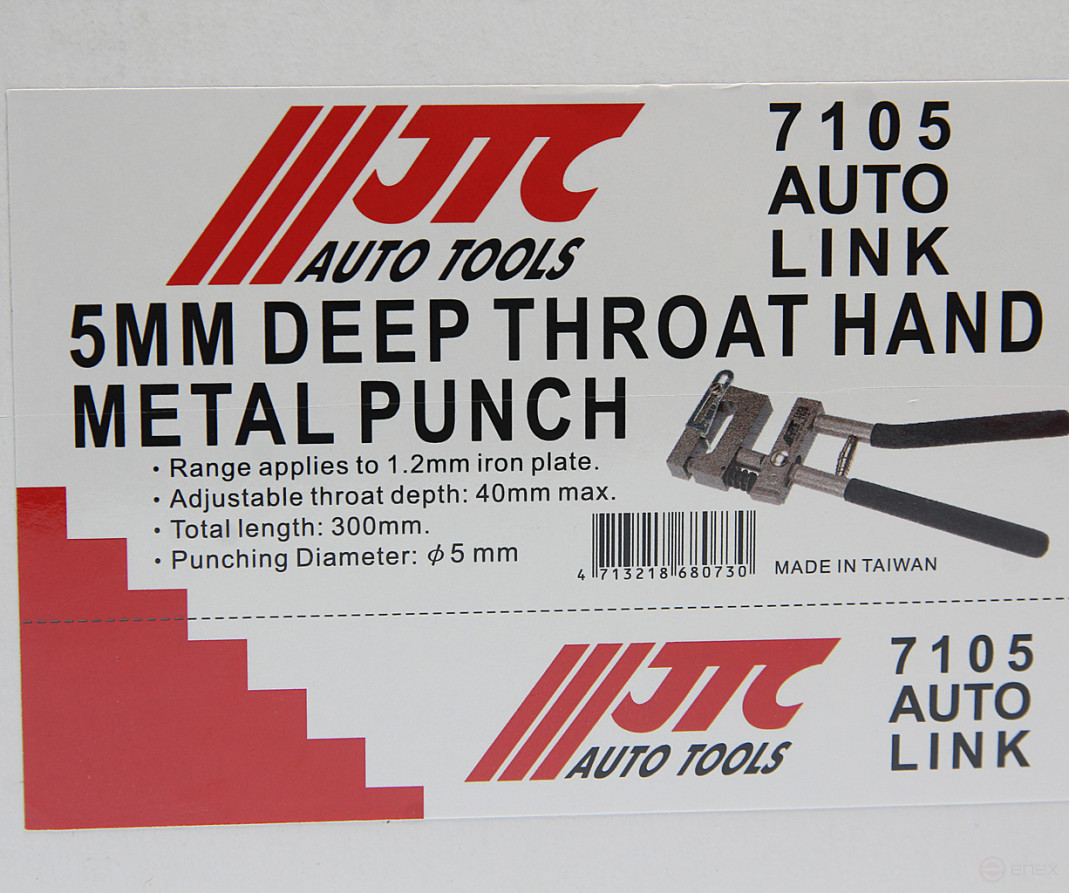 JTC
AUTO TOOLS
7105
AUTO
LINK
5MM DEEP THROAT HAND
METAL PUNCH
• Range applies to 1.2mm iron plate.
• Adjustable throat depth: 40mm max.
• Total length: 300mm.
• Punching Diameter: ϕ5 mm
4 713218 680730
MADE IN TAIWAN
JTC
AUTO TOOLS
7105
AUTO
LINK
enex